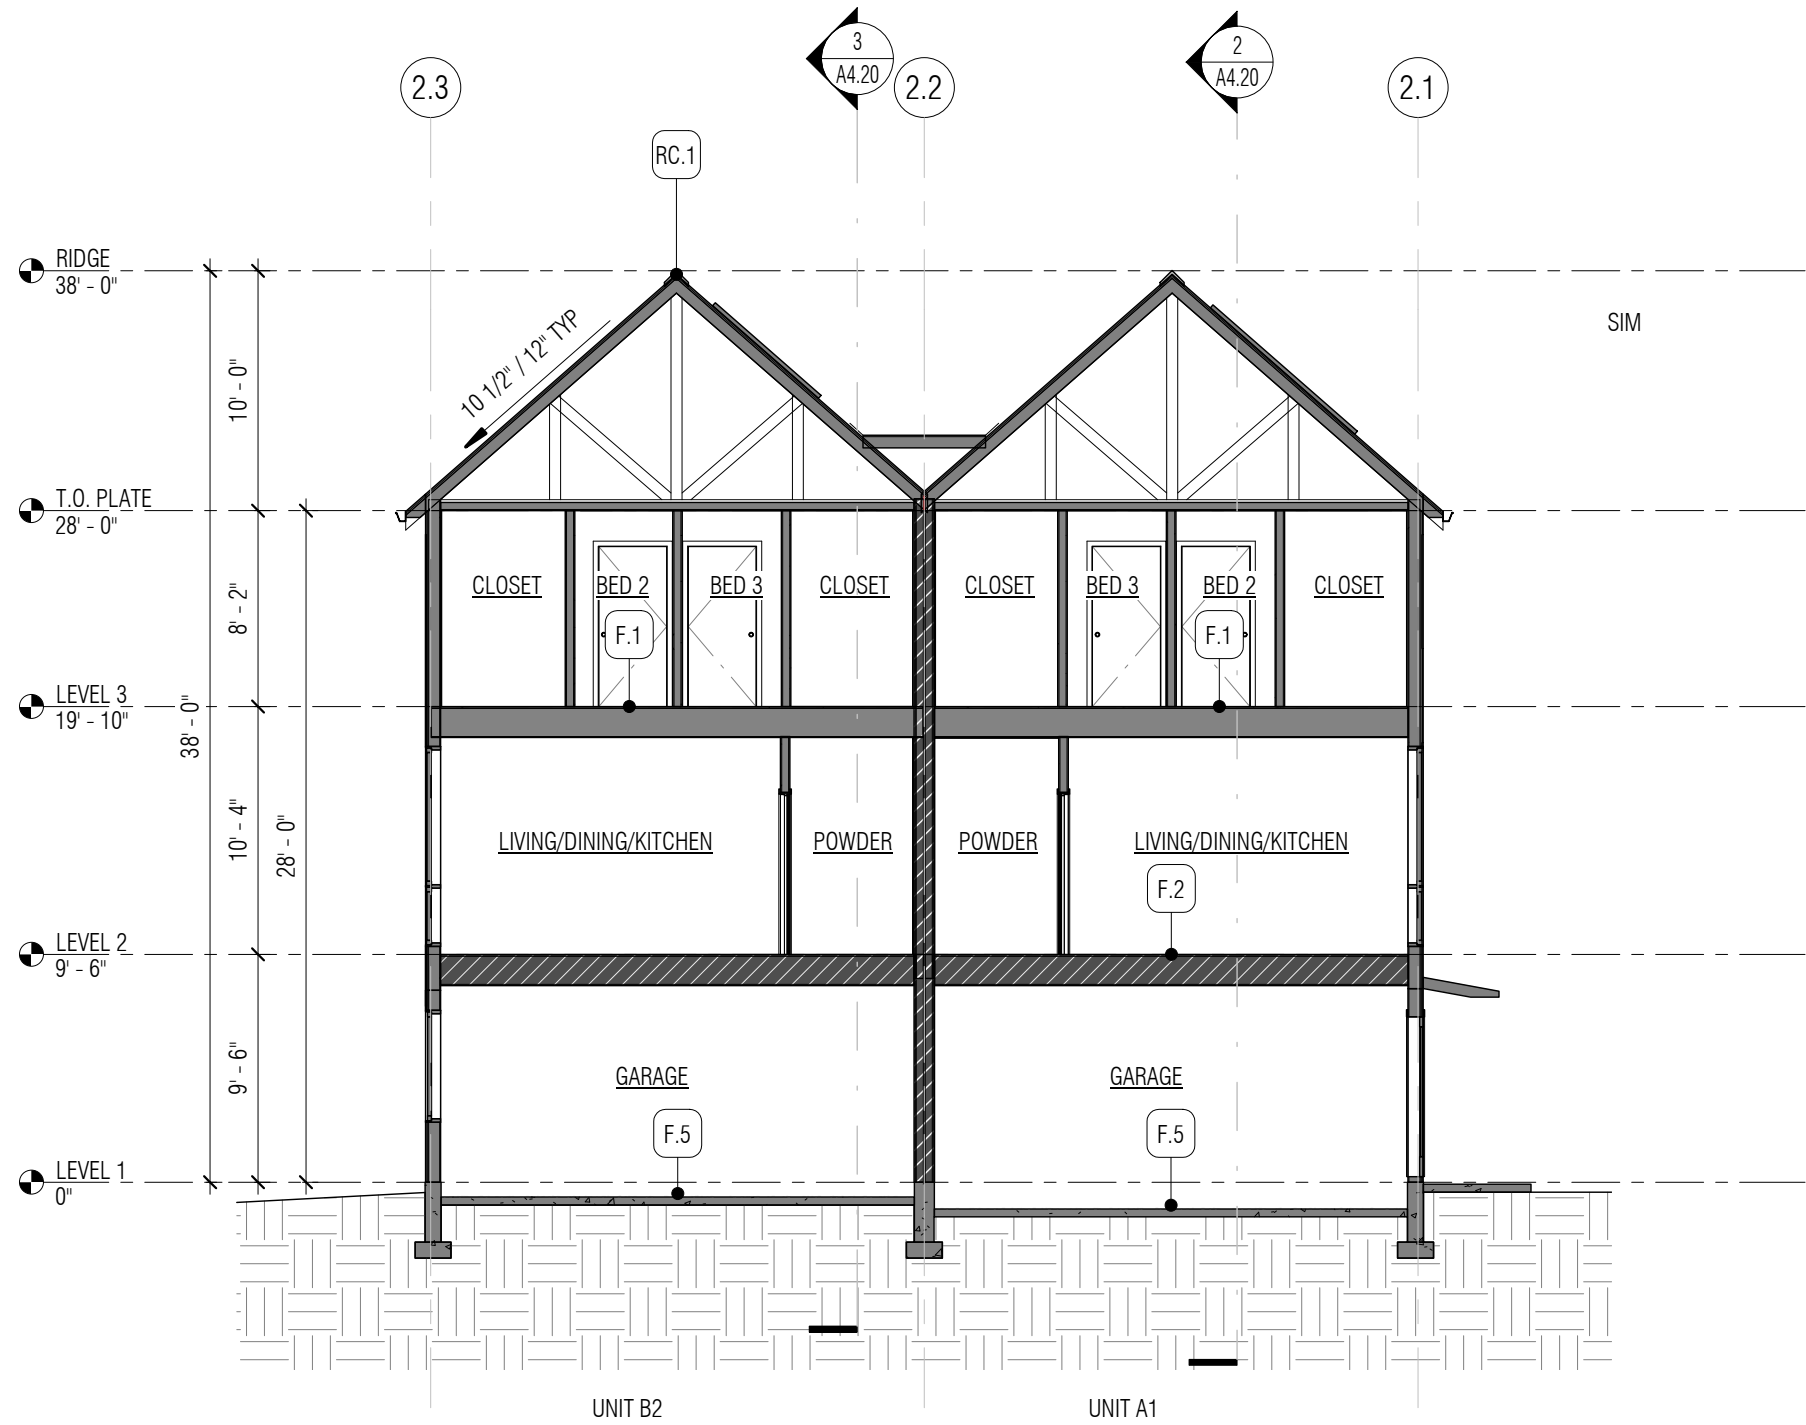 3
A4.20
2
A4.20
2.3
2.2
2.1
RC.1
RIDGE
38' - 0"
SIM
10 1/2" / 12" TYP
10' - 0"
T.O. PLATE
28' - 0"
CLOSET
BED 2
BED 3
CLOSET
CLOSET
BED 3
BED 2
CLOSET
8' - 2"
F.1
F.1
LEVEL 3
19' - 10"
38' - 0"
10' - 4"
28' - 0"
LIVING/DINING/KITCHEN
POWDER
POWDER
LIVING/DINING/KITCHEN
F.2
LEVEL 2
9' - 6"
9' - 6"
GARAGE
GARAGE
F.5
F.5
LEVEL 1
0"
UNIT B2
UNIT A1